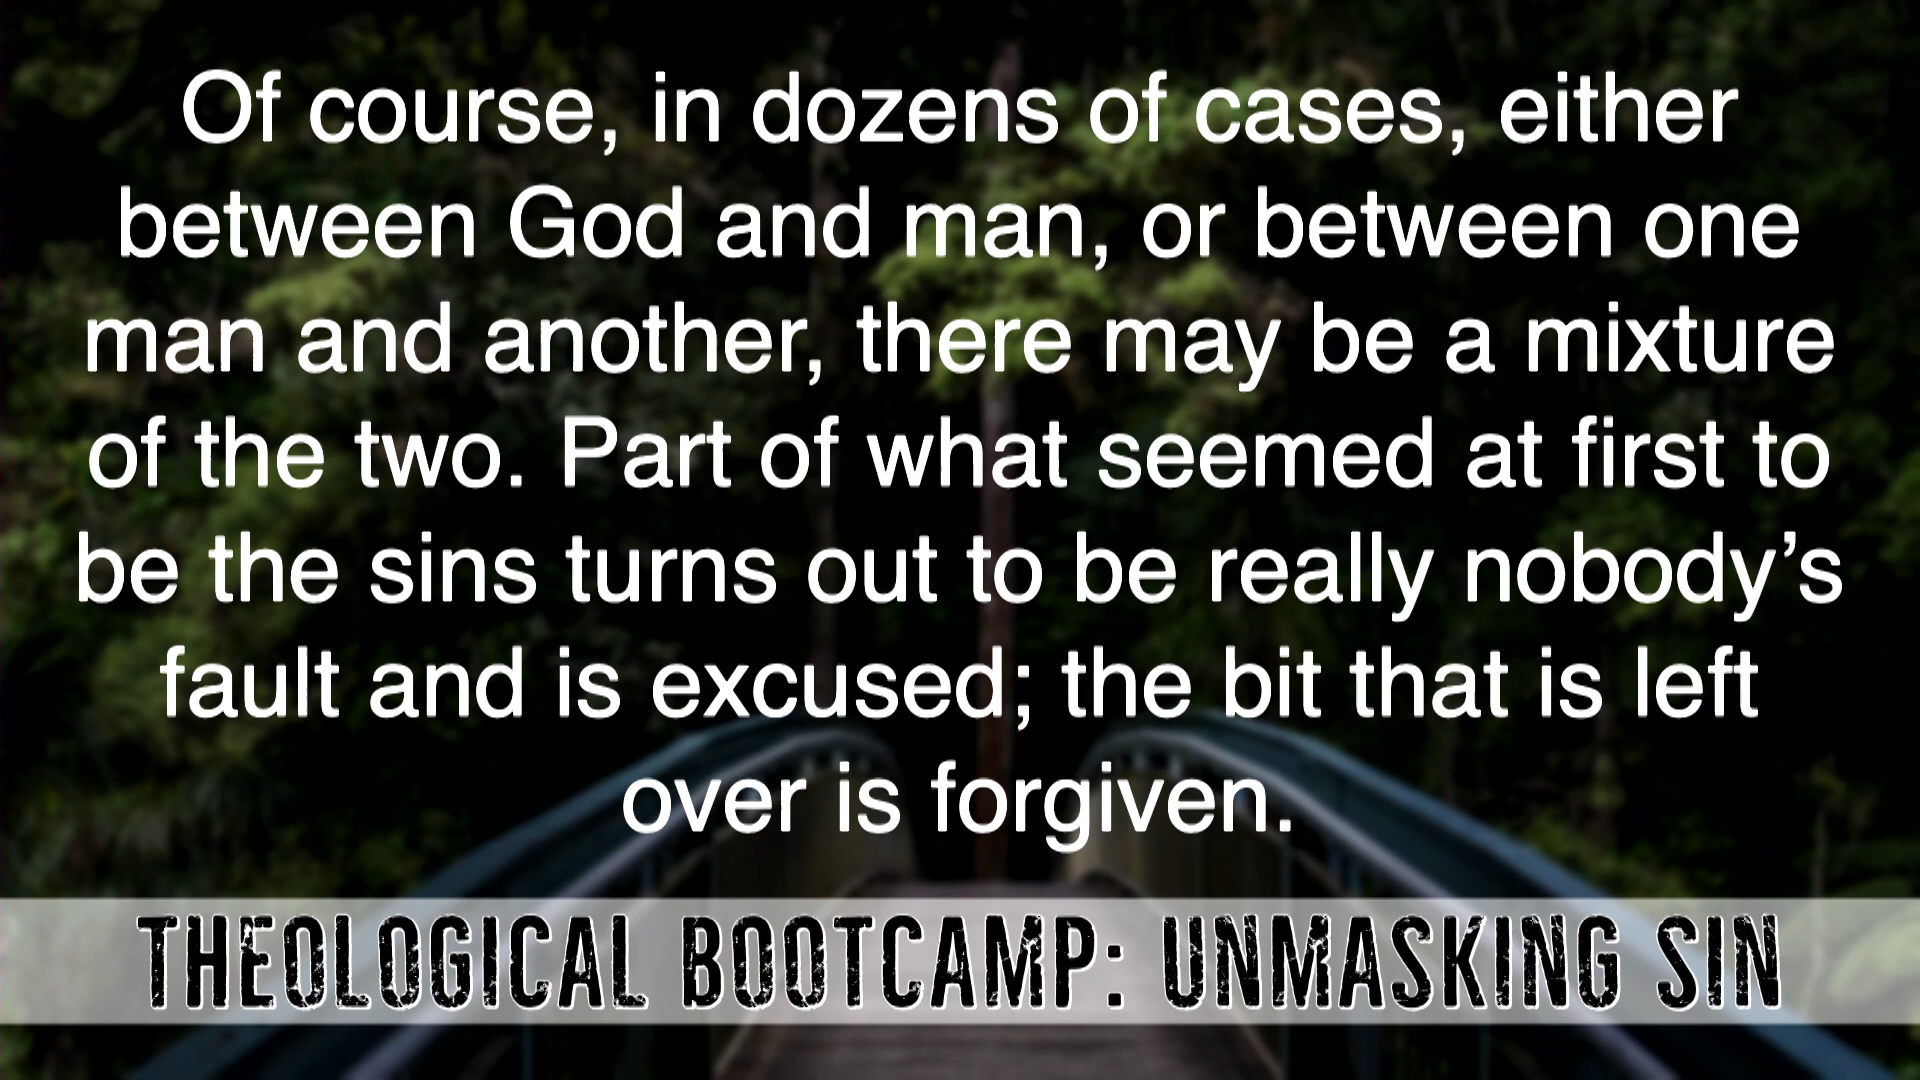 Of course, in dozens of cases, either
between God and man, or between one
man and another, there may be a mixture
of the two. Part of what seemed at first to
be the sins turns out to be really nobody’s
fault and is excused; the bit that is left
over is forgiven.
THEOLOGICAL BOOTCAMP: UNMASKING SIN